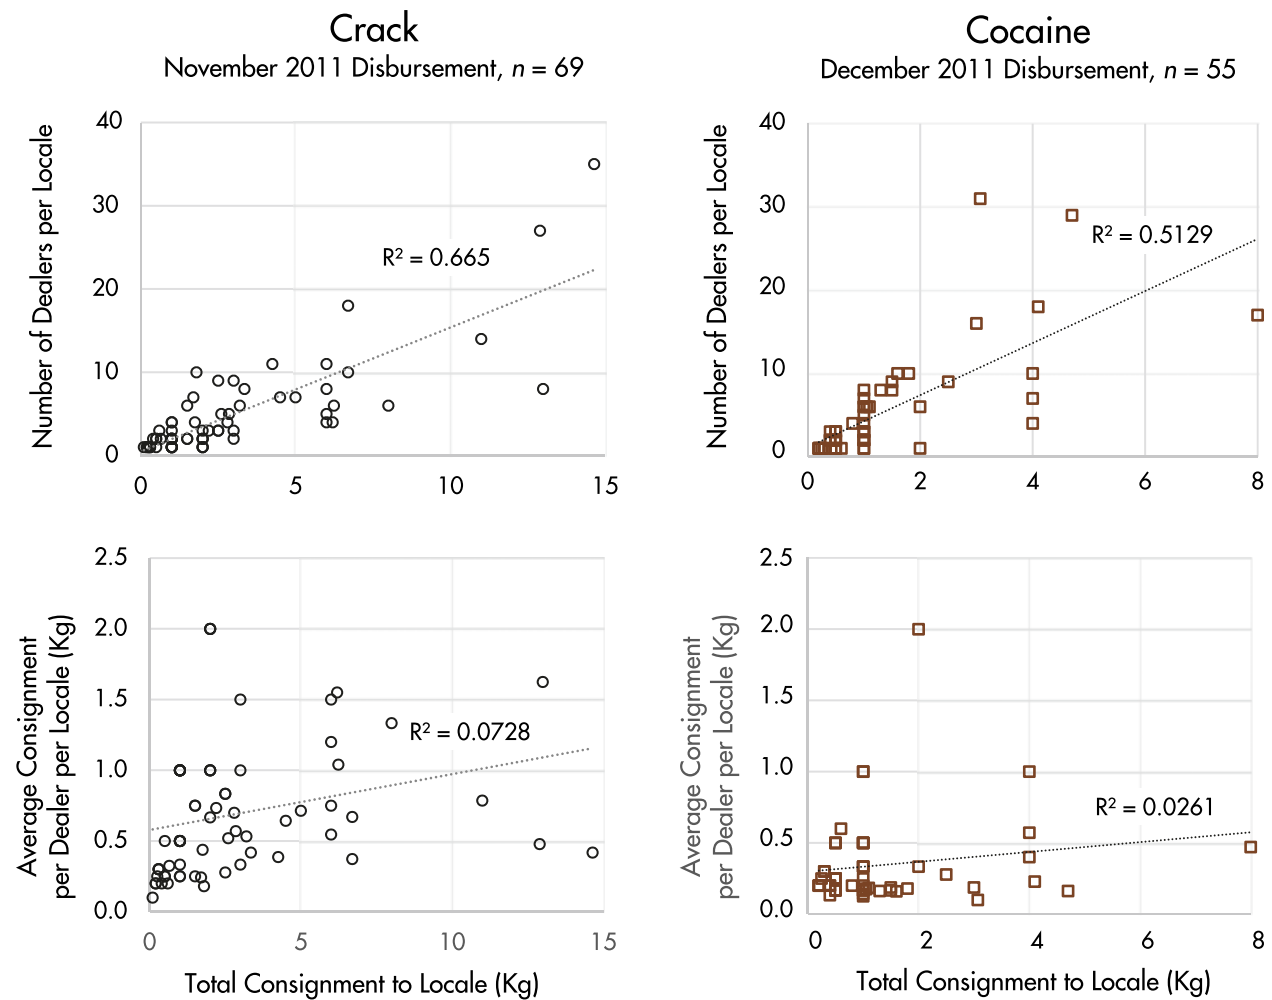 Crack
November 2011 Disbursement, n = 69
Number of Dealers per Locale
40
30
20
10
0
R² = 0.665
0 5 10 15
Cocaine
December 2011 Disbursement, n = 55
Number of Dealers per Locale
40
30
20
10
0
R² = 0.5129
0 2 4 6 8
Average Consignment
per Dealer per Locale (Kg)
2.5
2.0
1.5
1.0
0.5
0.0
R² = 0.0728
0 5 10 15
Total Consignment to Locale (Kg)
Average Consignment
per Dealer per Locale (Kg)
2.5
2.0
1.5
1.0
0.5
0.0
R² = 0.0261
0 2 4 6 8
Total Consignment to Locale (Kg)